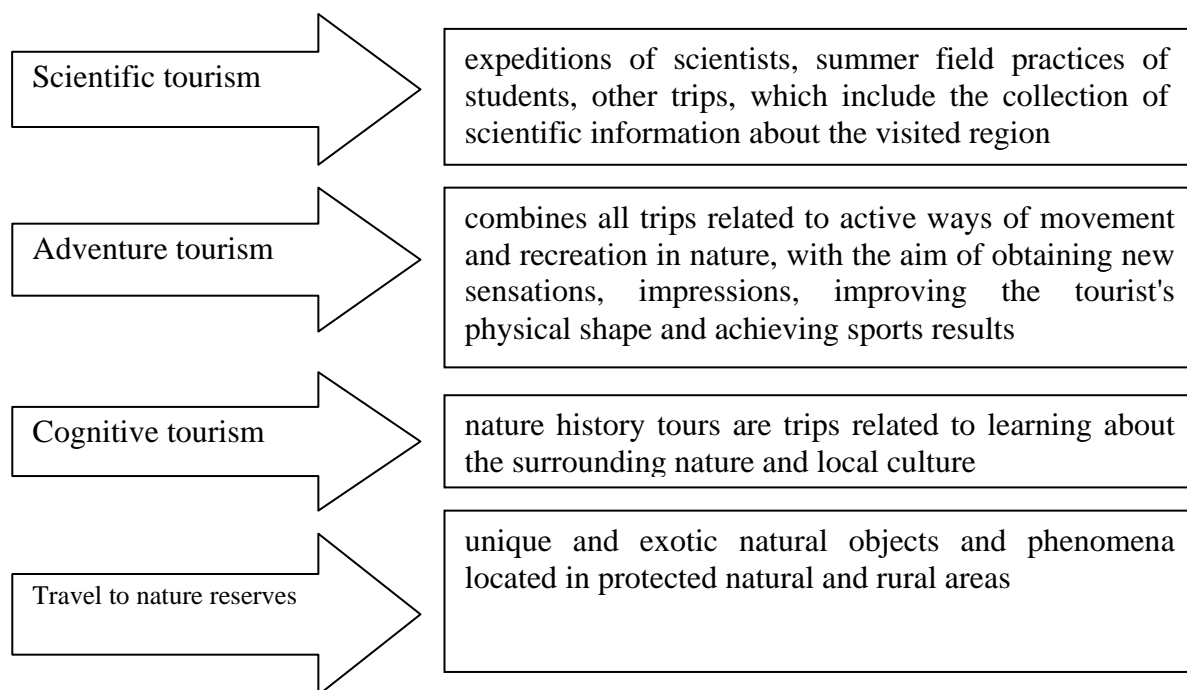 Scientific tourism
expeditions of scientists, summer field practices of
students, other trips, which include the collection of
scientific information about the visited region
Adventure tourism
combines all trips related to active ways of movement
and recreation in nature, with the aim of obtaining new
sensations, impressions, improving the tourist's
physical shape and achieving sports results
Cognitive tourism
nature history tours are trips related to learning about
the surrounding nature and local culture
Travel to nature reserves
unique and exotic natural objects and phenomena
located in protected natural and rural areas